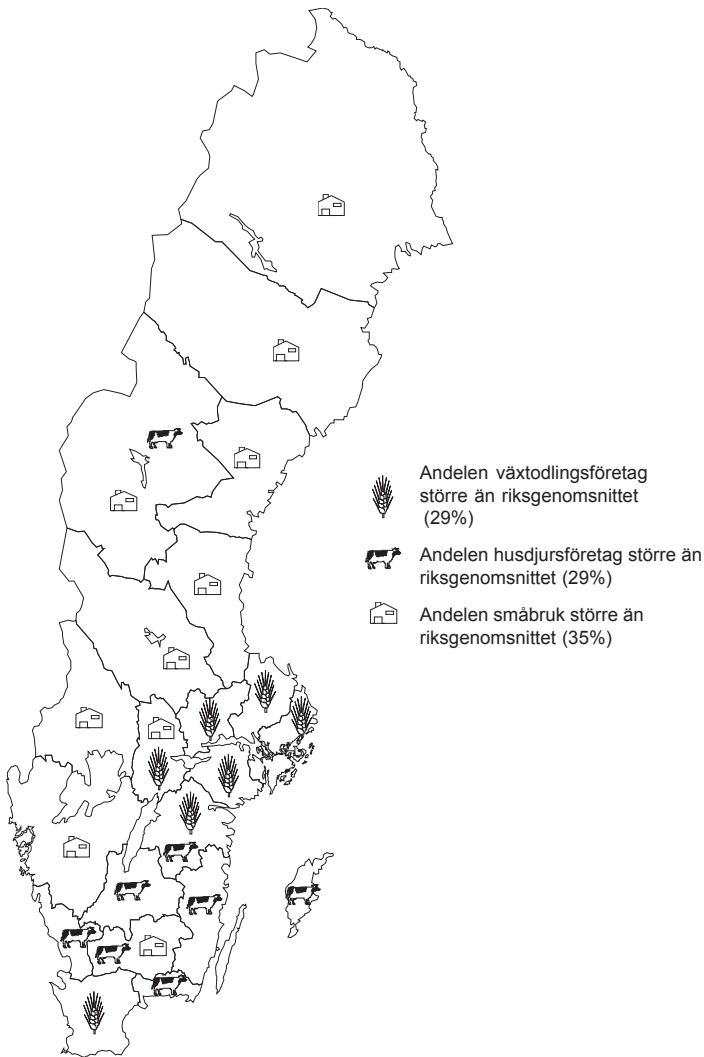 Andelen växtodlingsföretag
större än riksgenomsnittet
(29%)
Andelen husdjursföretag större än
riksgenomsnittet (29%)
Andelen småbruk större än
riksgenomsnittet (35%)